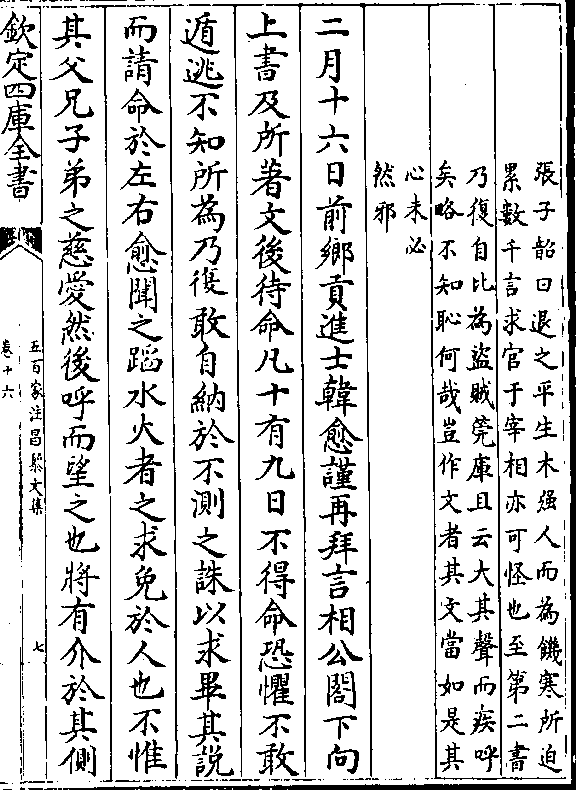 張子韶曰退之平生木强人而為饑寒所迫
累數千言求官于宰相亦可怪也至第二書
乃復自比為盜賊筦庫且云大其聲而疾呼
矣略不知恥何哉豈作文者其文當如是其
心未必
然邪
二月十六日前鄉貢進士韓愈謹再拜言相公閤下向
上書及所著文後待命凡十有九日不得命恐懼不敢
逃遁不知所為乃復敢自納於不測之誅以求畢其說
而請命於左右愈聞之蹈水火者之求免於人也不惟
其父兄子弟之慈愛然後呼而望之也將有介於其側
欽定四庫全書
五百家注昌黎文集
卷十六
七